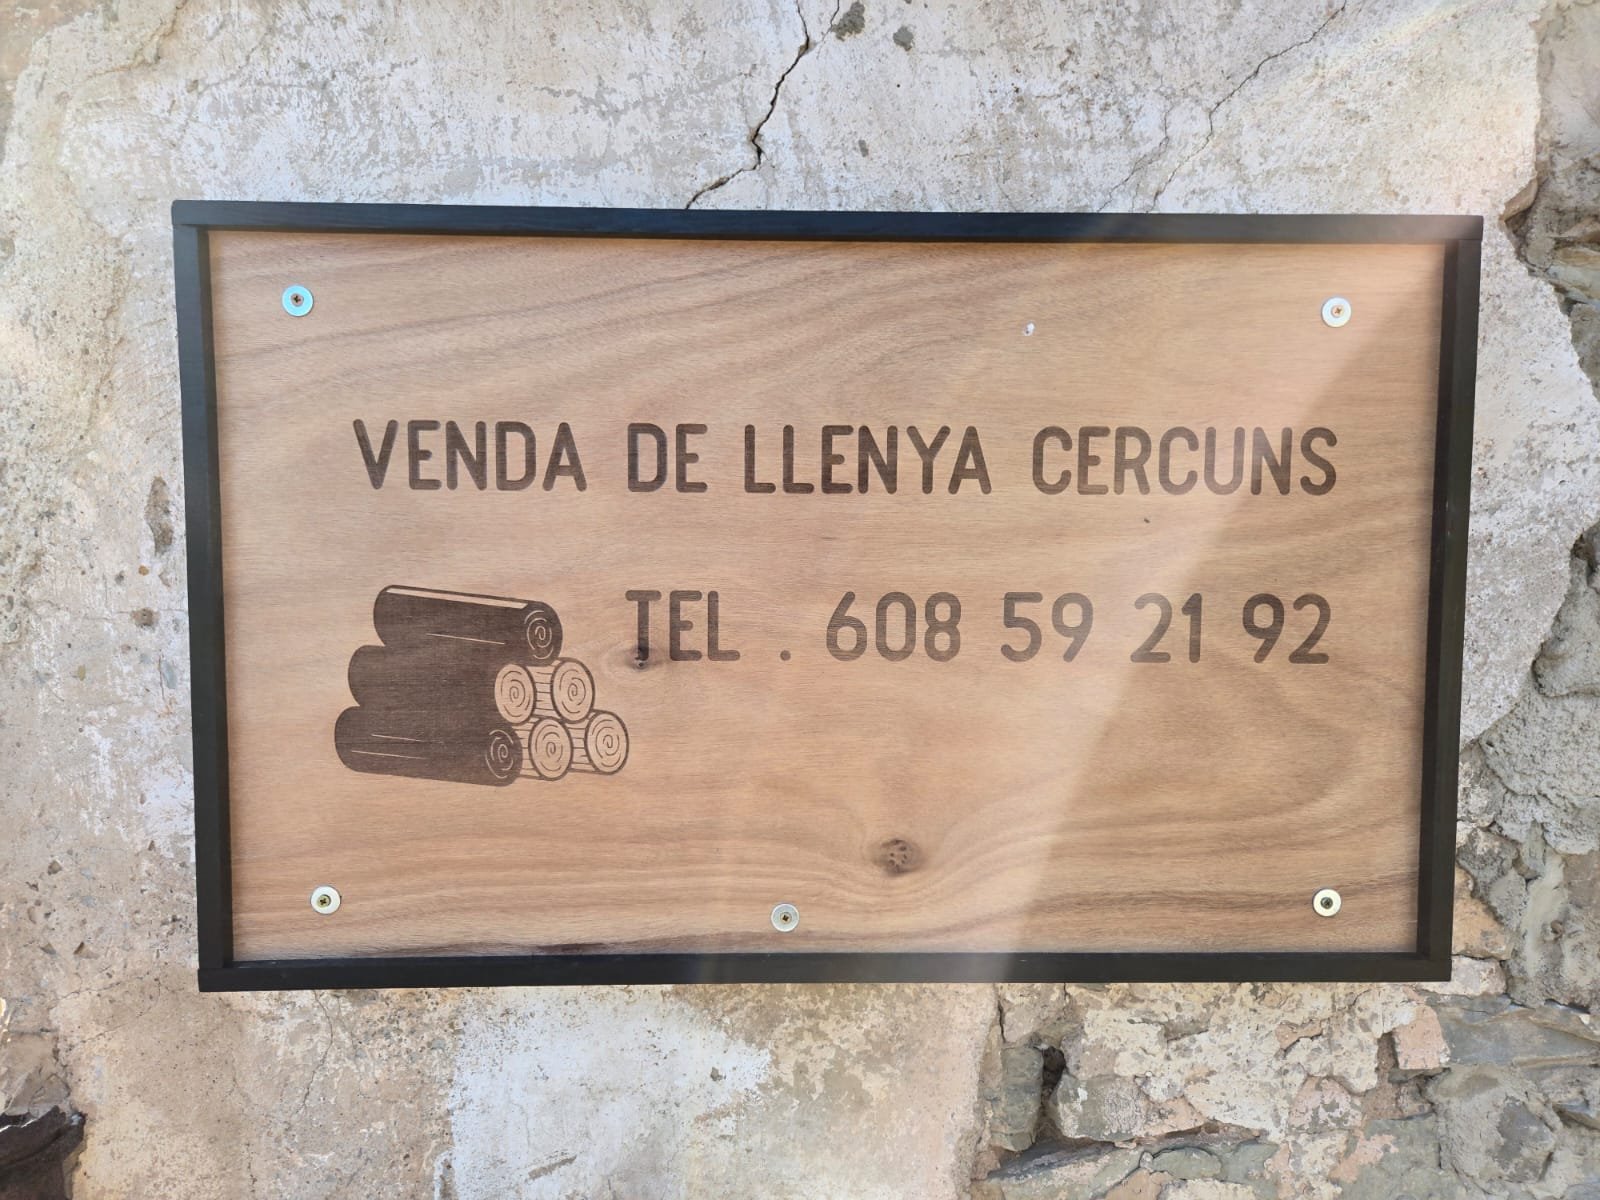 VENDA DE LLENYA CERCUNS
TEL . 608 59 21 92